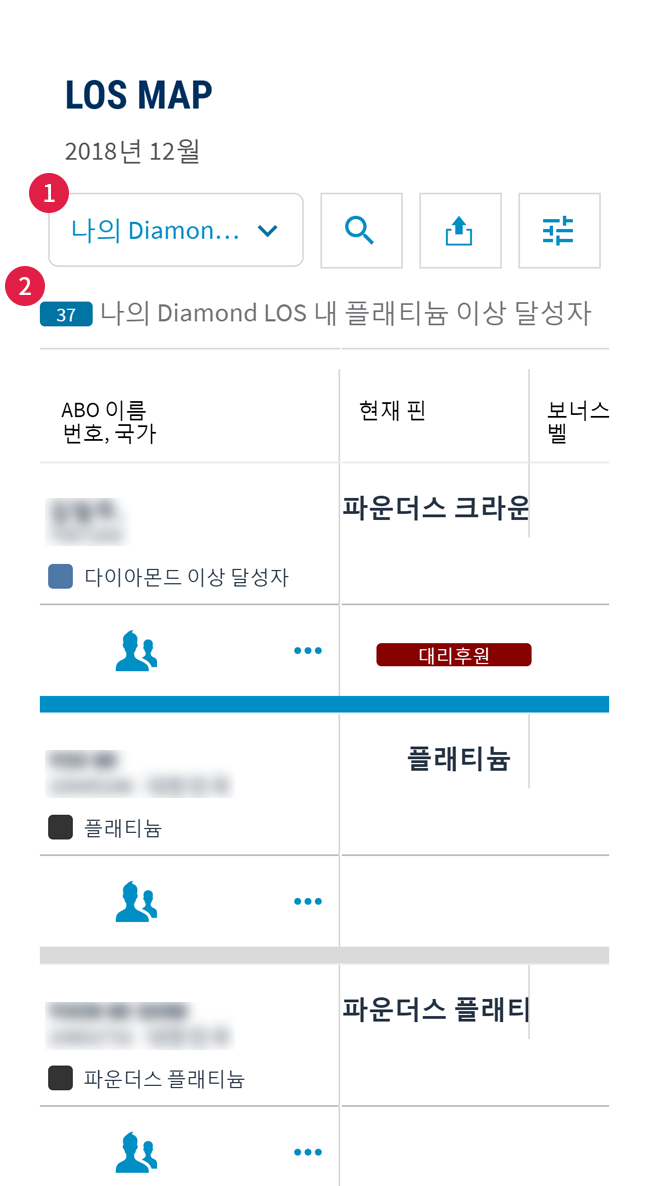 LOS MAP
2018년 12월
1
나의 Diamon...
2
37 나의 Diamond LOS 내 플래티늄 이상 달성자
ABO 이름
번호, 국가
현재 핀
보너스
벨
파운더스 크라운
다이아몬드 이상 달성자
대리후원
플래티늄
플래티늄
파운더스 플래티
파운더스 플래티늄